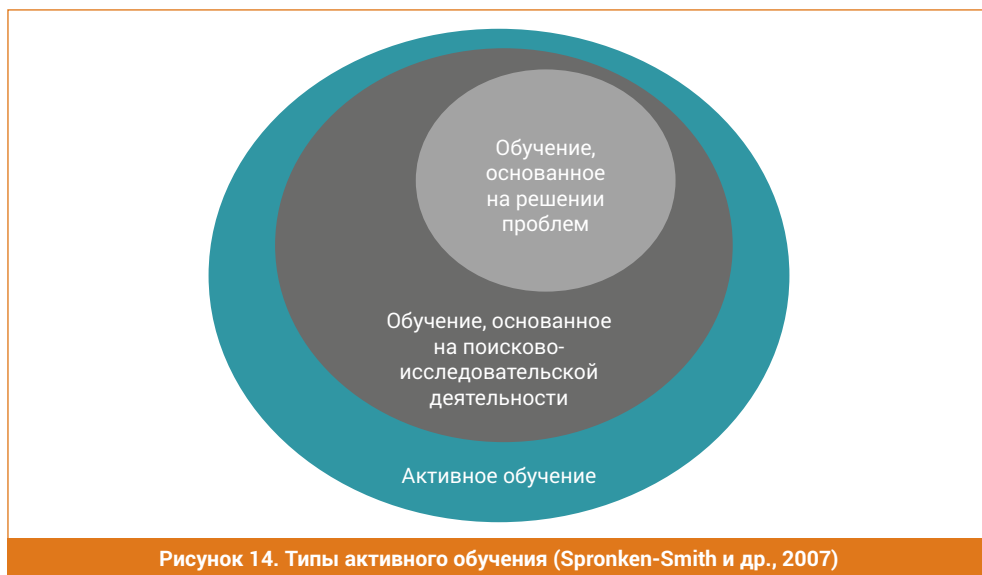 Обучение,
основанное
на решении
проблем
Обучение, основанное
на поисково-
исследовательской
деятельности
Активное обучение
Рисунок 14. Типы активного обучения (Spronken-Smith и др., 2007)